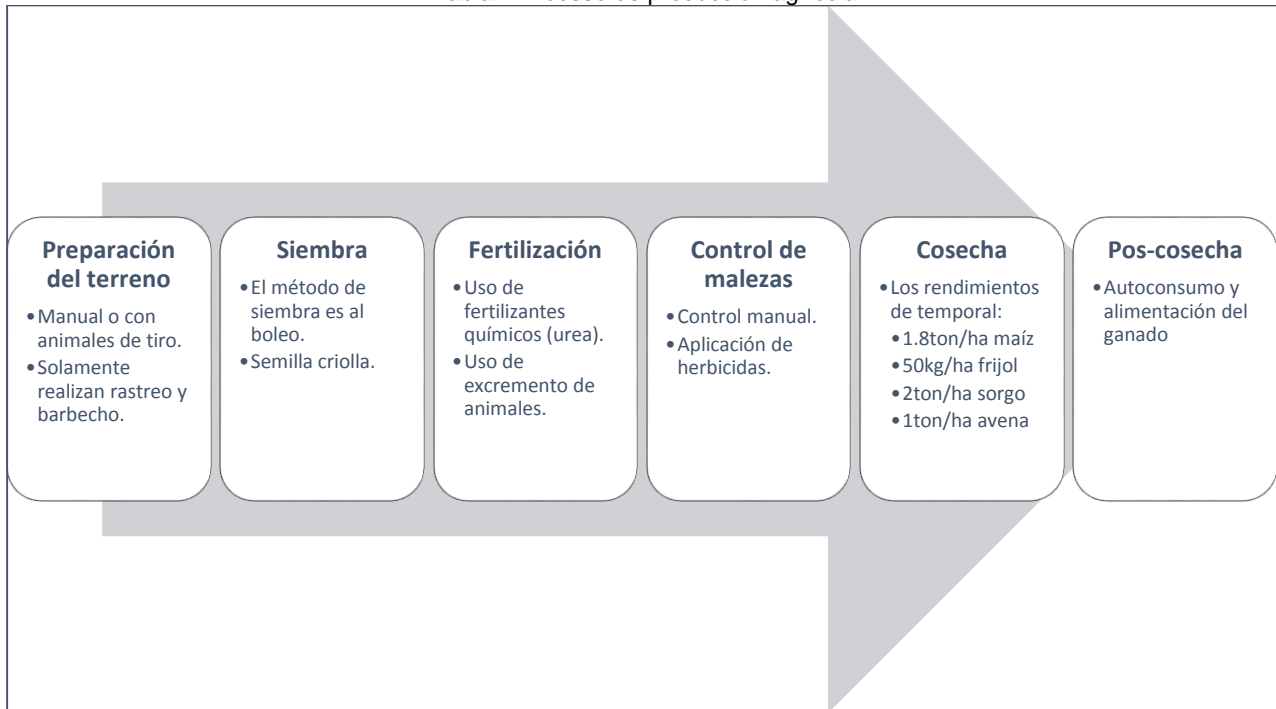 Preparación
del terreno
•Manual o con
animales de tiro.
•Solamente
realizan rastreo y
barbecho.
Siembra
•El método de
siembra es al
boleo.
•Semilla criolla.
Fertilización
•Uso de
fertilizantes
químicos (urea).
•Uso de
excremento de
animales.
Control de
malezas
•Control manual.
•Aplicación de
herbicidas.
Cosecha
•Los rendimientos
de temporal:
•1.8ton/ha maíz
•50kg/ha frijol
•2ton/ha sorgo
•1ton/ha avena
Pos-cosecha
•Autoconsumo y
alimentación del
ganado